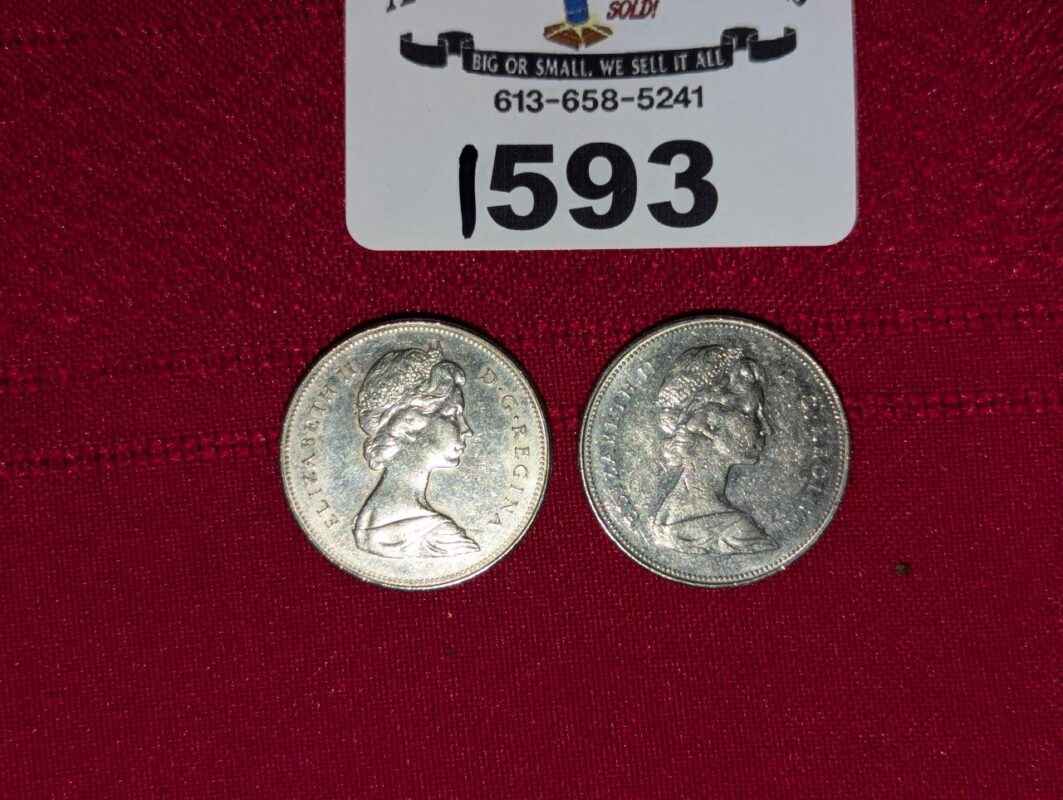 SOLD!
BIG OR SMALL, WE SELL IT ALL
613-658-5241
1593
ELIZABETH II D·G·REGINA